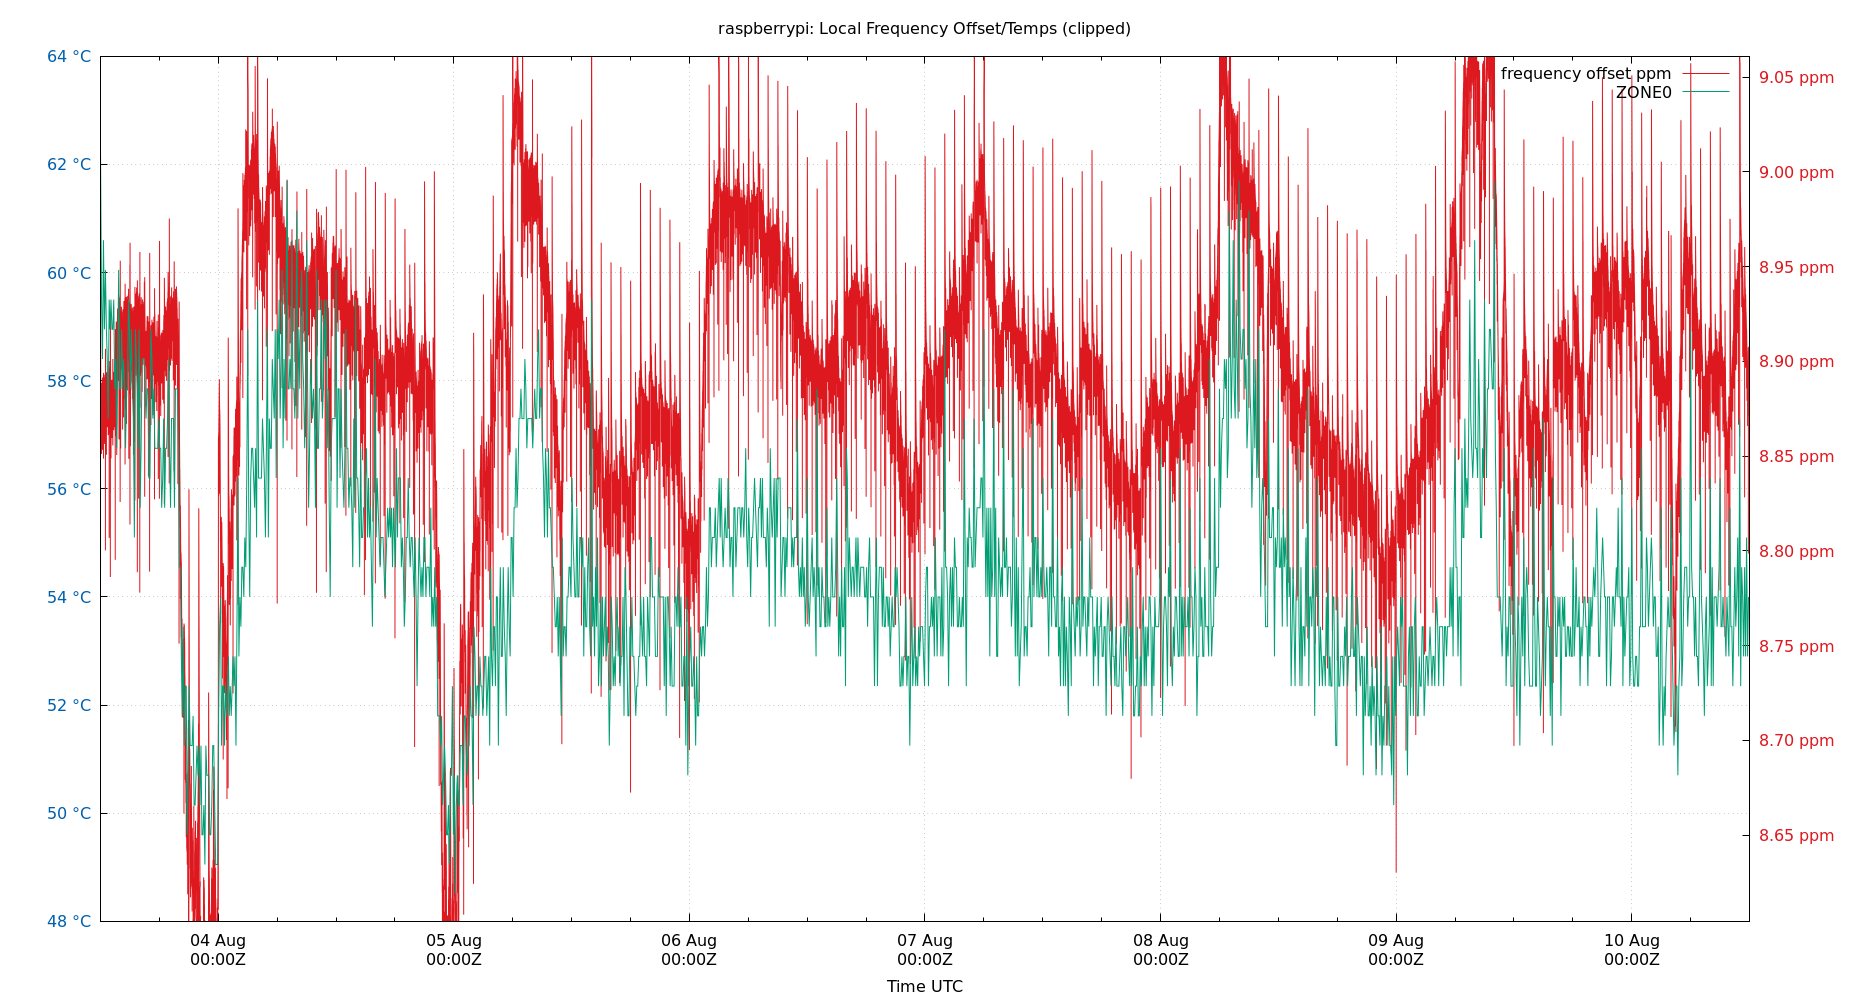 raspberrypi: Local Frequency Offset/Temps (clipped)
frequency offset ppm
ZONE0
64 °C
62 °C
60 °C
58 °C
56 °C
54 °C
52 °C
50 °C
48 °C
9.05 ppm
9.00 ppm
8.95 ppm
8.90 ppm
8.85 ppm
8.80 ppm
8.75 ppm
8.70 ppm
8.65 ppm
04 Aug
00:00Z
05 Aug
00:00Z
06 Aug
00:00Z
07 Aug
00:00Z
08 Aug
00:00Z
09 Aug
00:00Z
10 Aug
00:00Z
Time UTC